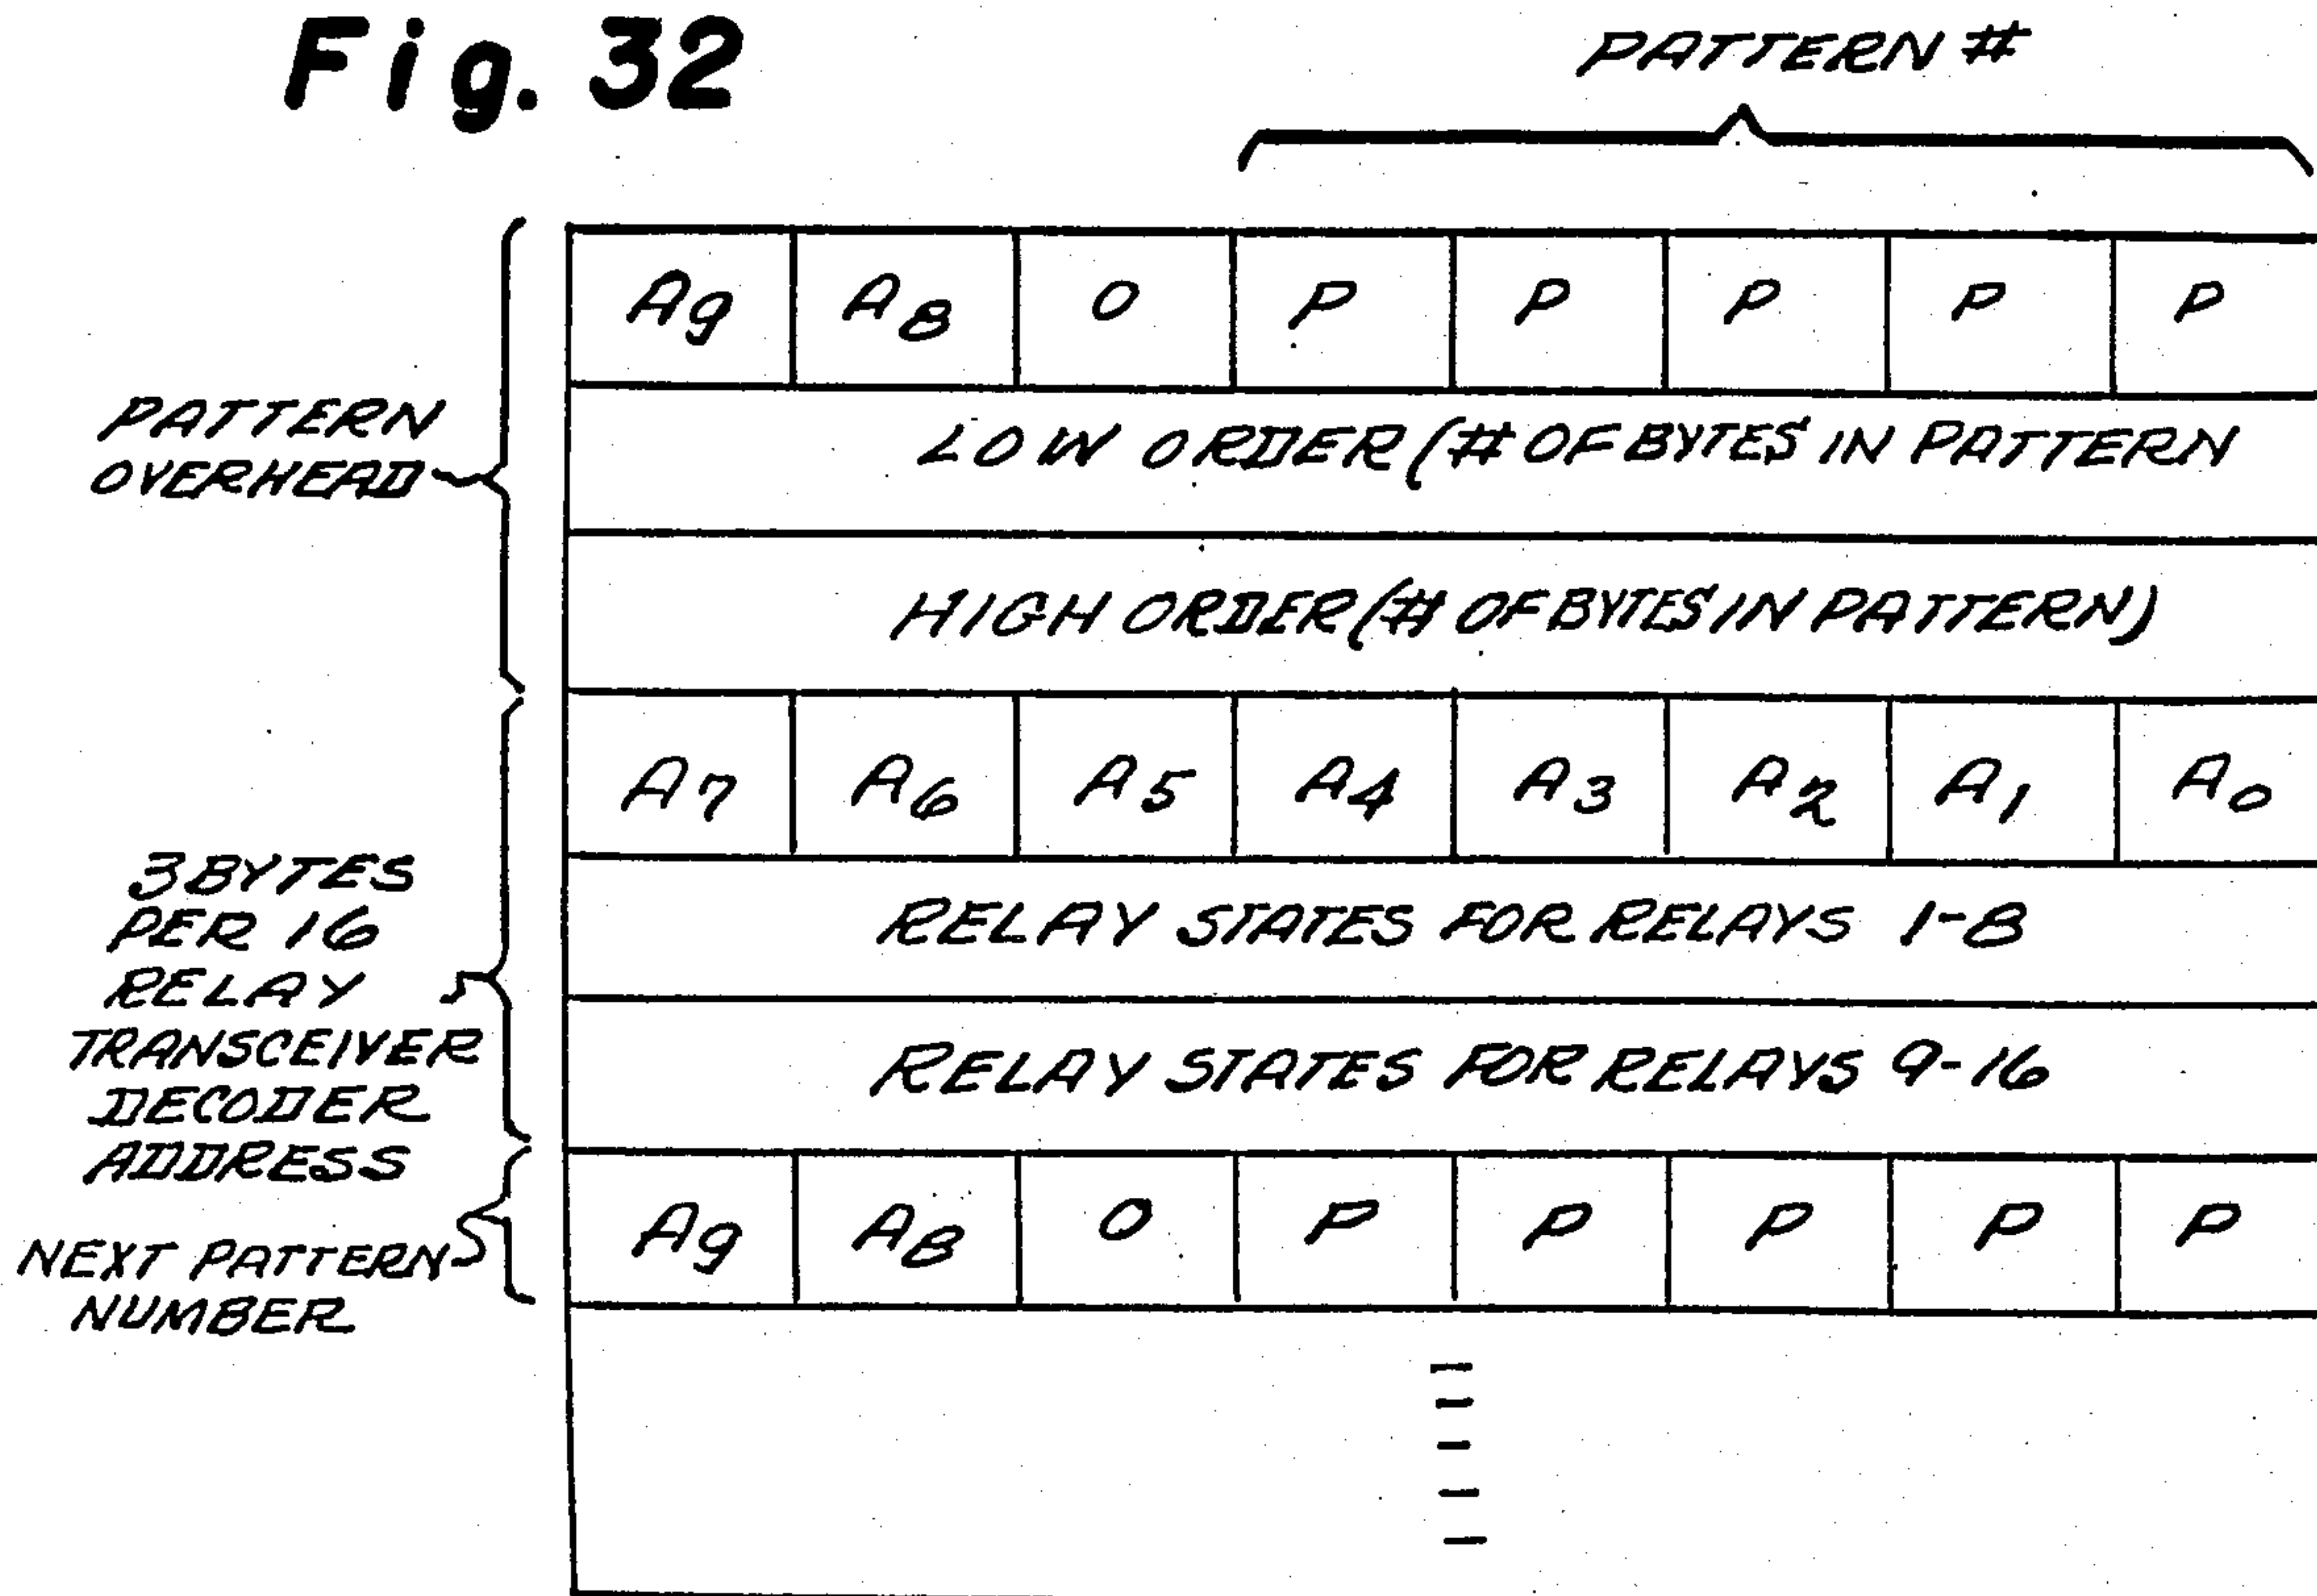 Fig. 32
PATTERN #
A9 A8 0 P P P P P
PATTERN
OVERHEAD
LOW ORDER (# OF BYTES IN PATTERN
HIGH ORDER (# OF BYTES IN PATTERN)
A7 A6 A5 A4 A3 A2 A1 A0
3 BYTES
PER 16
RELAY
TRANSCEIVER
DECODER
ADDRESS
RELAY STATES FOR RELAYS 1-8
RELAY STATES FOR RELAYS 9-16
NEXT PATTERN
NUMBER
A9 A8 0 P P P P P